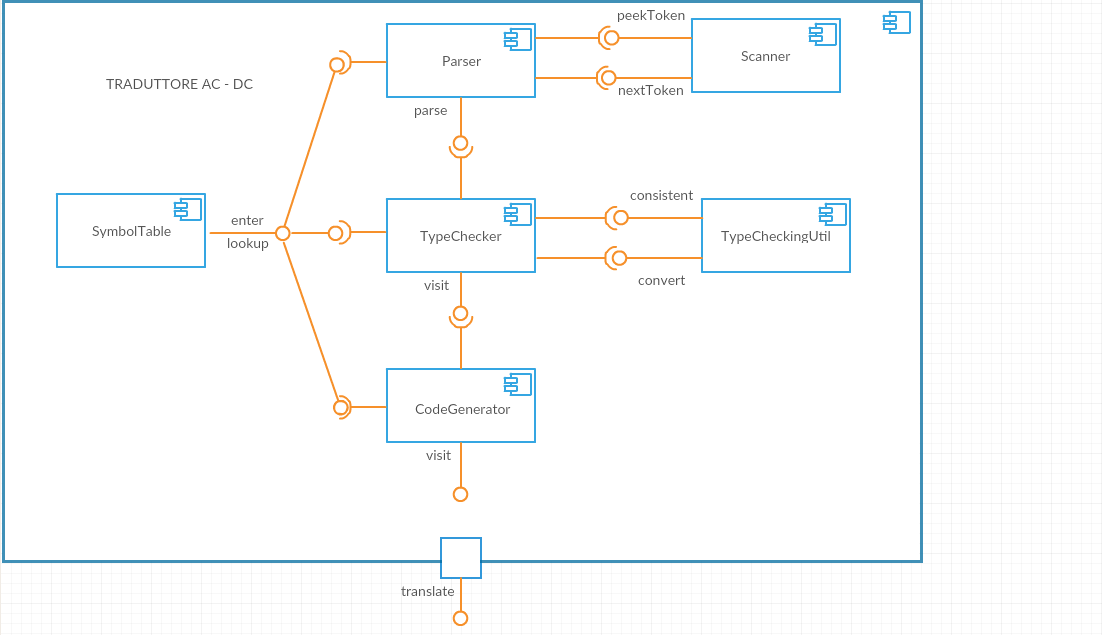 peekToken
Parser
Scanner
TRADUTTORE AC - DC
nextToken
parse
consistent
enter
SymbolTable
TypeChecker
TypeCheckingUtil
lookup
visit
convert
CodeGenerator
visit
translate